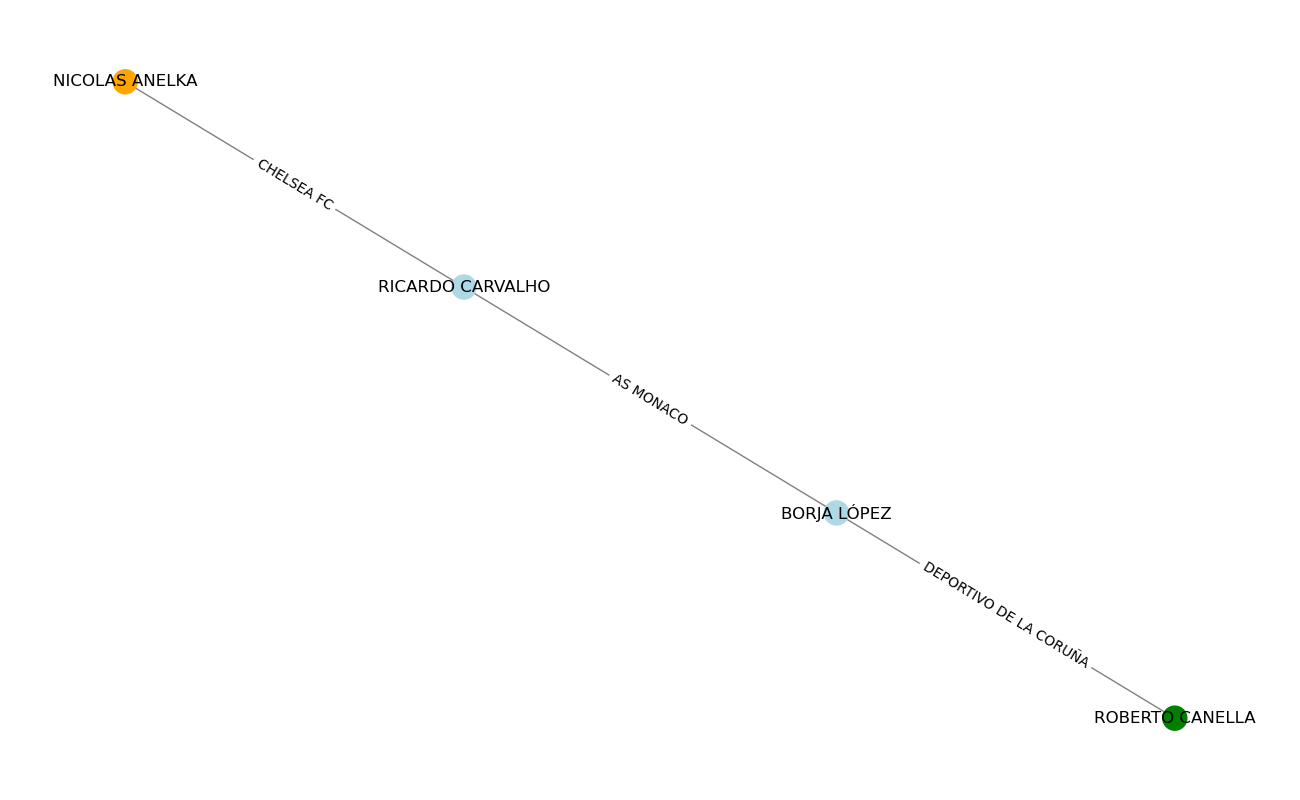 NICOLAS ANELKA
CHELSEA FC
RICARDO CARVALHO
AS MONACO
BORJA LÓPEZ
DEPORTIVO DE LA CORUÑA
ROBERTO CANELLA